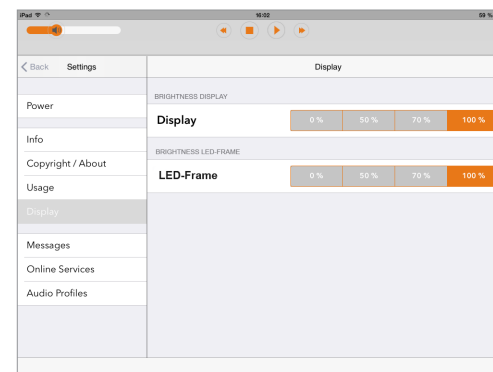 iPad 16:02 59 %
Back Settings Display
Power
Info
Copyright / About
Usage
Display
Messages
Online Services
Audio Profiles
BRIGHTNESS DISPLAY
Display 0 % 50 % 70 % 100 %
BRIGHTNESS LED-FRAME
LED-Frame 0 % 50 % 70 % 100 %